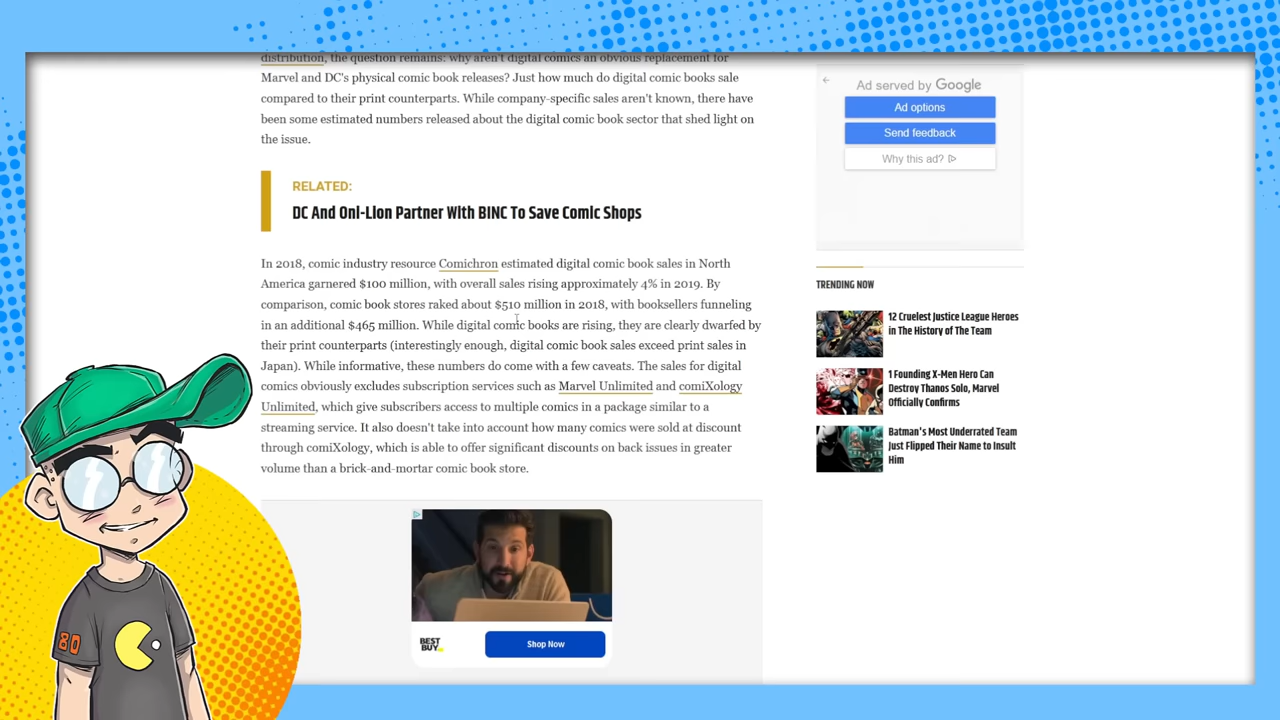 distribution, the question remains: why aren't digital comics an obvious replacement for
Marvel and DC's physical comic book releases? Just how much do digital comic books sale
compared to their print counterparts. While company-specific sales aren't known, there have
been some estimated numbers released about the digital comic book sector that shed light on
the issue.
RELATED:
DC And Oni-Lion Partner With BINC To Save Comic Shops
In 2018, comic industry resource Comichron estimated digital comic book sales in North
America garnered $100 million, with overall sales rising approximately 4% in 2019. By
comparison, comic book stores raked about $510 million in 2018, with booksellers funneling
in an additional $465 million. While digital comic books are rising, they are clearly dwarfed by
their print counterparts (interestingly enough, digital comic book sales exceed print sales in
Japan). While informative, these numbers do come with a few caveats. The sales for digital
comics obviously excludes subscription services such as Marvel Unlimited and comiXology
Unlimited, which give subscribers access to multiple comics in a package similar to a
streaming service. It also doesn't take into account how many comics were sold at discount
through comiXology, which is able to offer significant discounts on back issues in greater
volume than a brick-and-mortar comic book store.
BEST
BUY
Shop Now
Ad served by Google
Ad options
Send feedback
Why this ad?
TRENDING NOW
12 Cruelest Justice League Heroes
in The History of The Team
1 Founding X-Men Hero Can
Destroy Thanos Solo, Marvel
Officially Confirms
Batman's Most Underrated Team
Just Flipped Their Name to Insult
Him
80